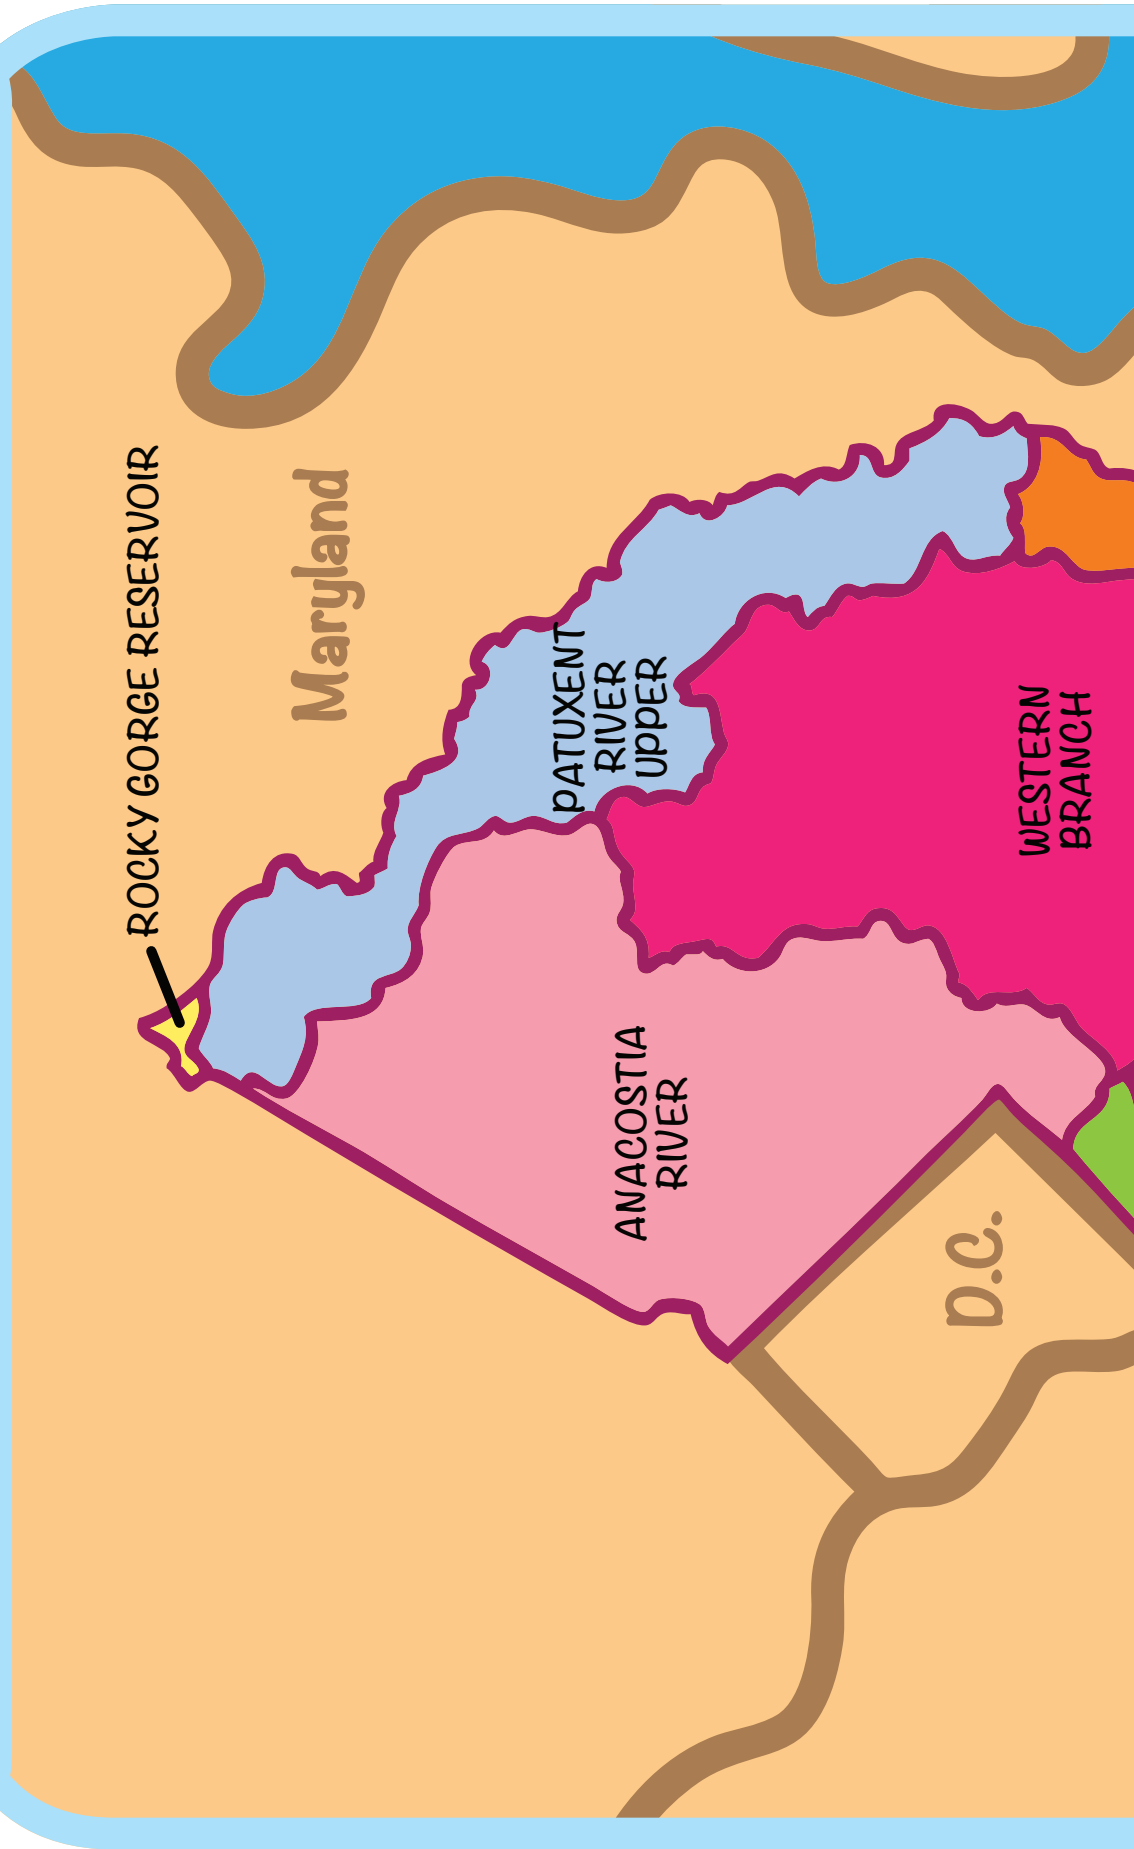 ROCKY GORGE RESERVOIR
Maryland
PATUXENT
RIVER
UPPER
WESTERN
BRANCH
ANACOSTIA
RIVER
D.C.